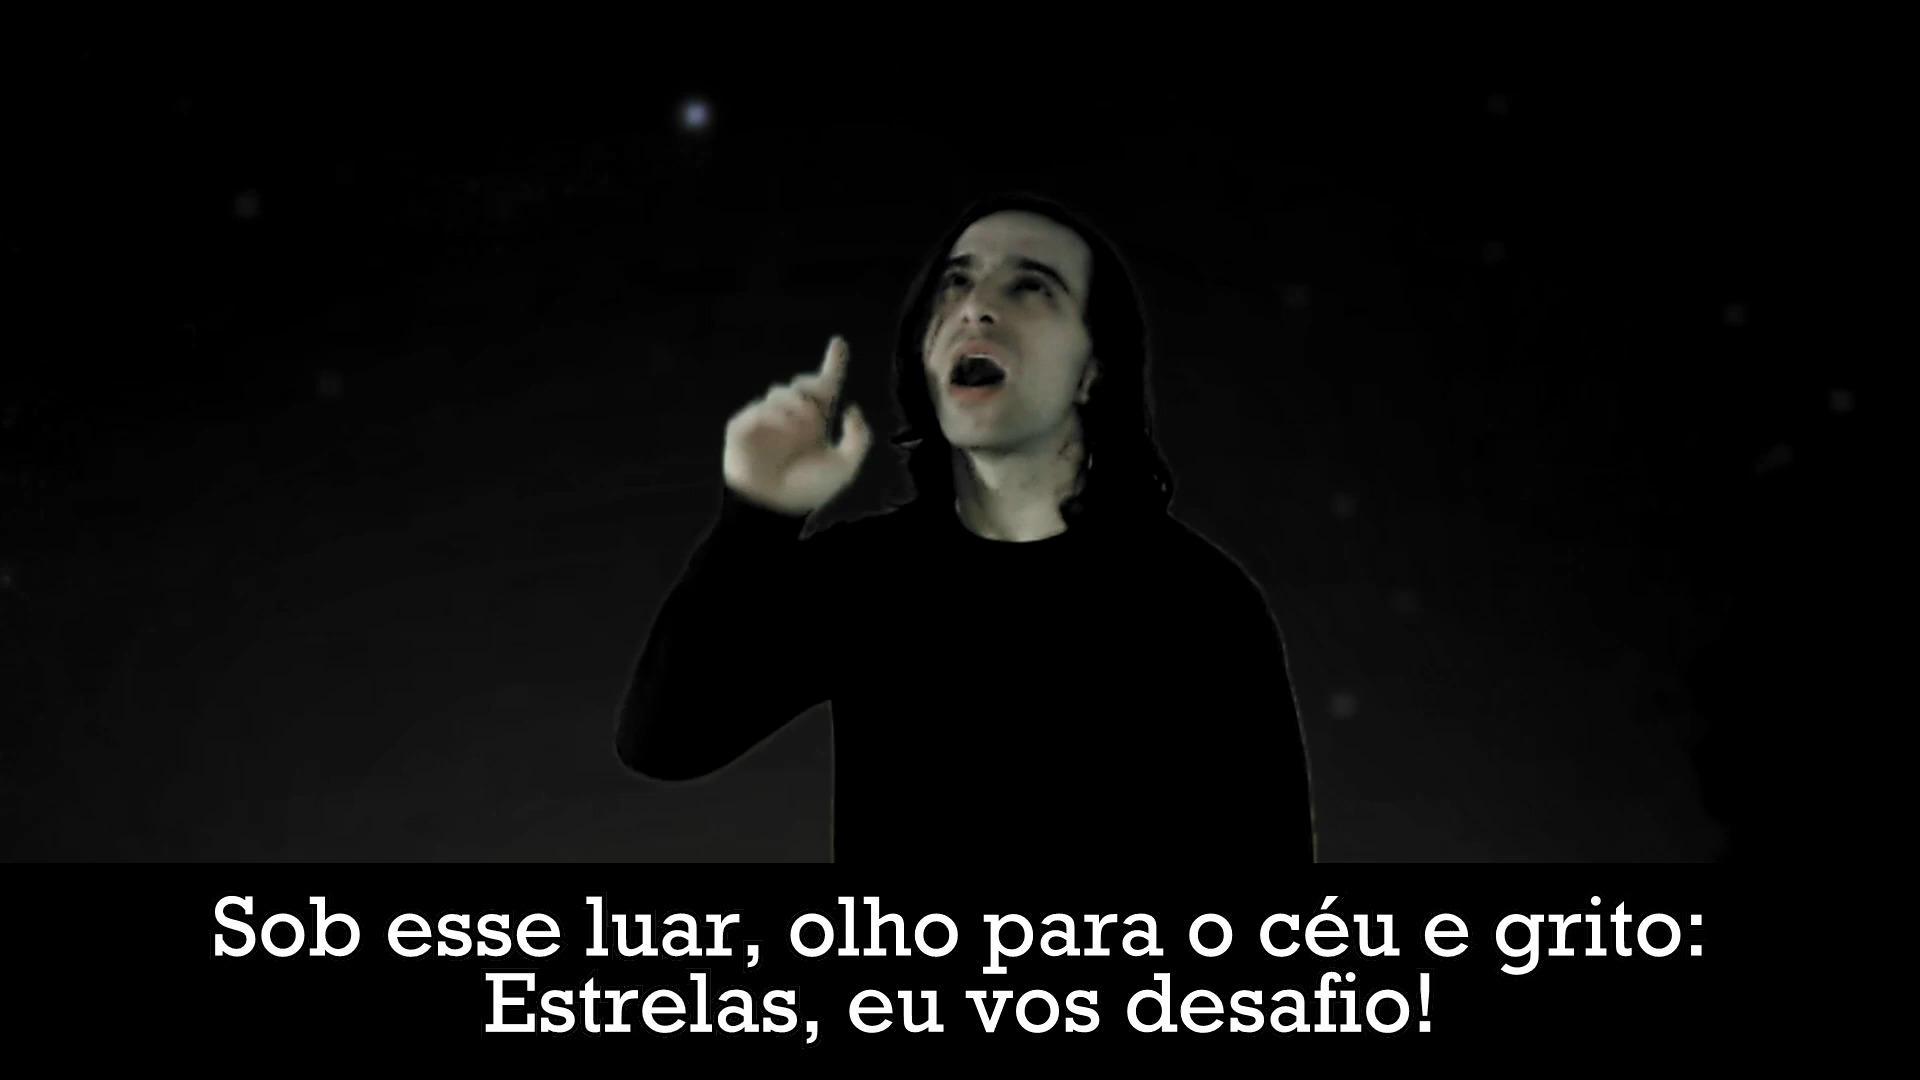 Sob esse luar, olho para o céu e grito:
Estrelas, eu vos desafio!